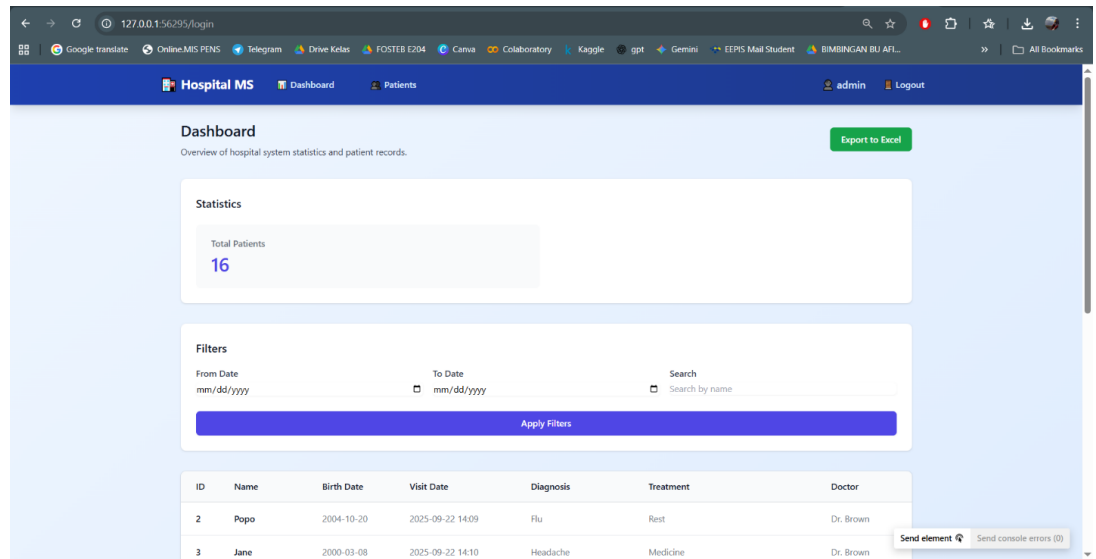 127.0.0.1:56295/login
Google translate Online.MIS PENS Telegram Drive Kelas FOSTEB E204 Canva Colaboratory Kaggle gpt Gemini EEPIS Mail Student BIMBINGAN BU AFI... » All Bookmarks
Hospital MS Dashboard Patients admin Logout
Dashboard
Export to Excel
Overview of hospital system statistics and patient records.
Statistics
Total Patients
16
Filters
From Date To Date Search
mm/dd/yyyy mm/dd/yyyy Search by name
Apply Filters
ID Name Birth Date Visit Date Diagnosis Treatment Doctor
2 Popo 2004-10-20 2025-09-22 14:09 Flu Rest Dr. Brown
Send element Send console errors (0)
3 Jane 2000-03-08 2025-09-22 14:10 Headache Medicine Dr. Brown